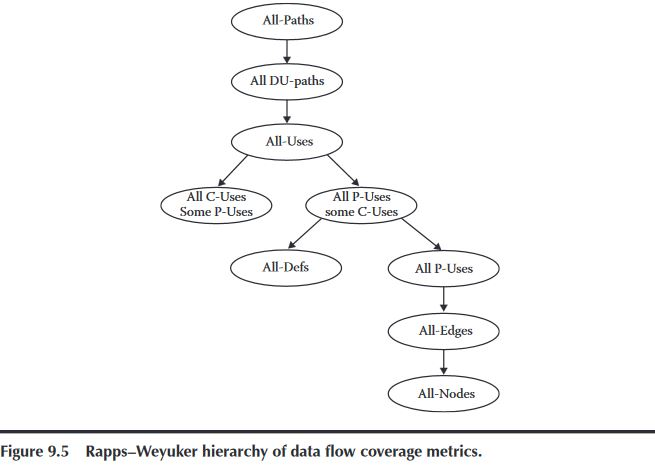 All-Paths
All DU-paths
All-Uses
All C-Uses
Some P-Uses
All P-Uses
some C-Uses
All-Defs
All P-Uses
All-Edges
All-Nodes
Figure 9.5 Rapps–Weyuker hierarchy of data flow coverage metrics.